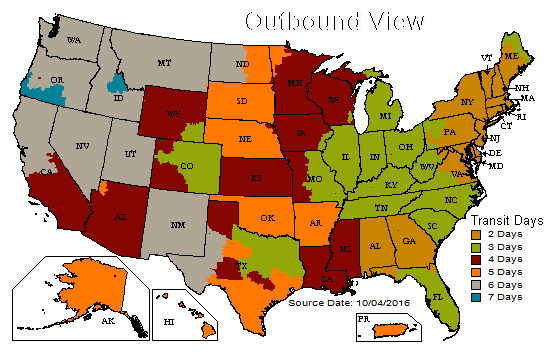 Outbound View
WA
MT
ND
OR
ID
MN
WI
SD
WY
NE
IA
NV
UT
CO
CA
KS
MO
AZ
NM
OK
AR
TX
LA
MS
AL
GA
FL
SC
NC
TN
KY
IL
IN
OH
MI
WV
VA
PA
NY
VT
ME
NH
MA
RI
CT
NJ
DE
MD
Transit Days
2 Days
3 Days
4 Days
5 Days
6 Days
7 Days
Source Date: 10/04/2016
AK
HI
PR